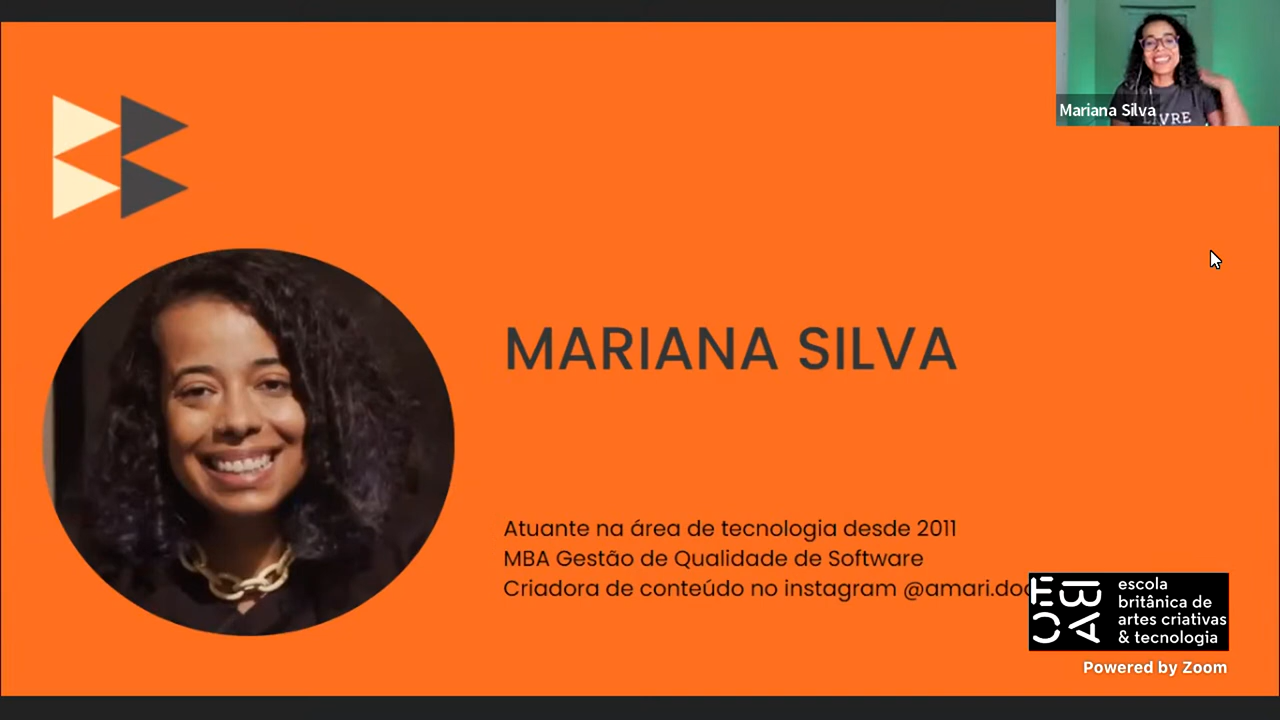 Mariana Silva
MARIANA SILVA
Atuante na área de tecnologia desde 2011
MBA Gestão de Qualidade de Software
Criadora de conteúdo no instagram
EBAC
escola
britânica de
artes criativas
& tecnologia
Powered by Zoom